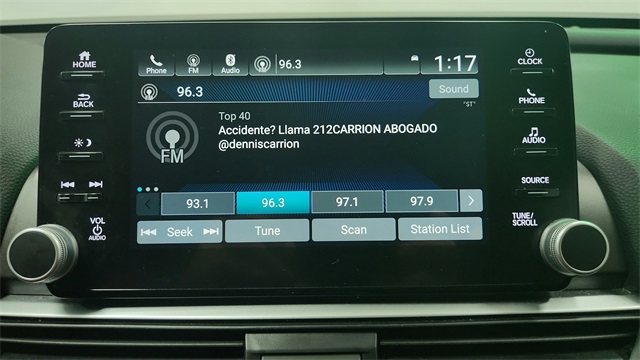 HOME
BACK
VOL
AUDIO
Phone
FM
Audio
96.3
1:17
96.3
Sound
"ST"
Top 40
Accidente? Llama 212CARRION ABOGADO
@denniscarrion
FM
93.1
96.3
97.1
97.9
Seek
Tune
Scan
Station List
CLOCK
PHONE
AUDIO
SOURCE
TUNE/
SCROLL